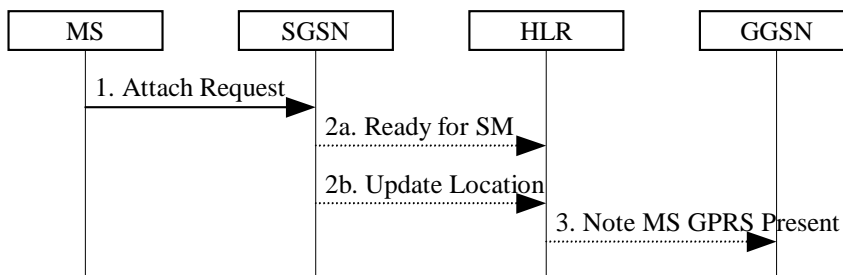 MS
SGSN
HLR
GGSN
1. Attach Request
2a. Ready for SM
2b. Update Location
3. Note MS GPRS Present